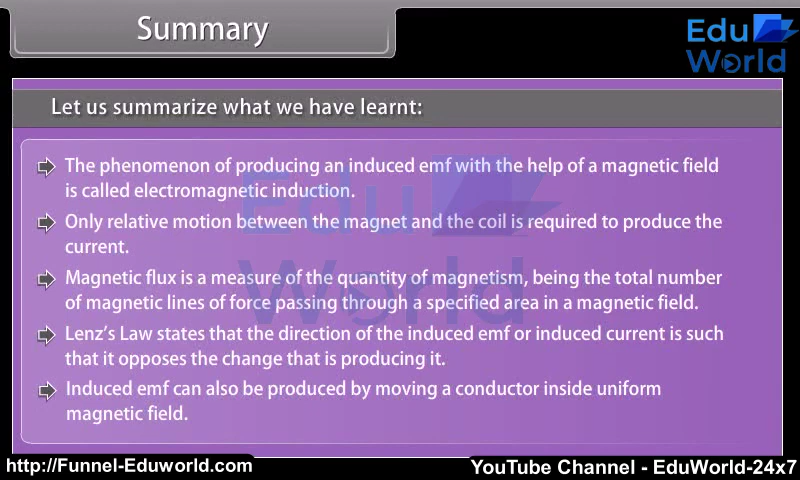 Summary
Edu
World
Let us summarize what we have learnt:
The phenomenon of producing an induced emf with the help of a magnetic field
is called electromagnetic induction.
Only relative motion between the magnet and the coil is required to produce the
current.
Magnetic flux is a measure of the quantity of magnetism, being the total number
of magnetic lines of force passing through a specified area in a magnetic field.
Lenz's Law states that the direction of the induced emf or induced current is such
that it opposes the change that is producing it.
Induced emf can also be produced by moving a conductor inside uniform
magnetic field.
Edu
World
http://Funnel-Eduworld.com
YouTube Channel - EduWorld-24x7